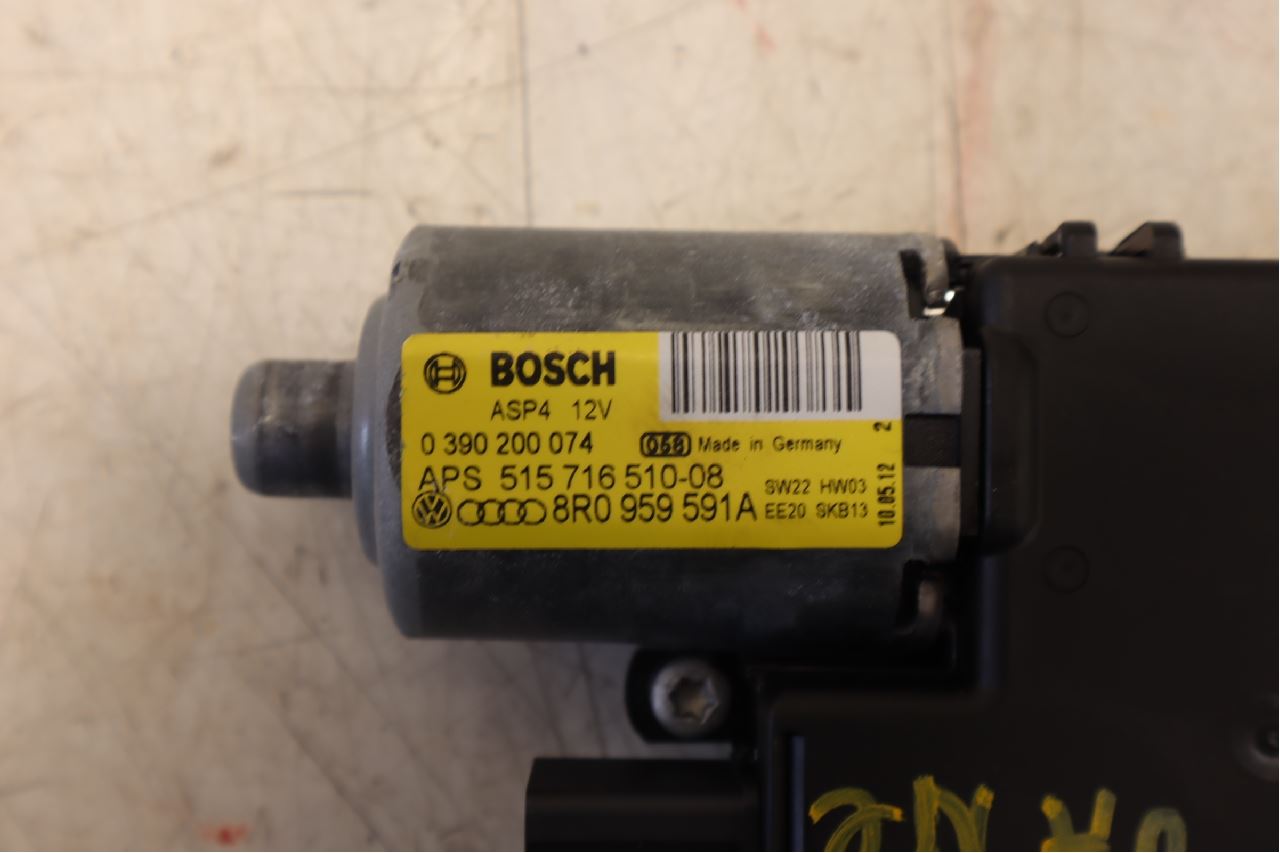 BOSCH
ASP4 12V
0 390 200 074 068 Made in Germany
APS 515 716 510-08
SW22 HW03
8R0 959 591A EE20 SKB13
10.05.12 2